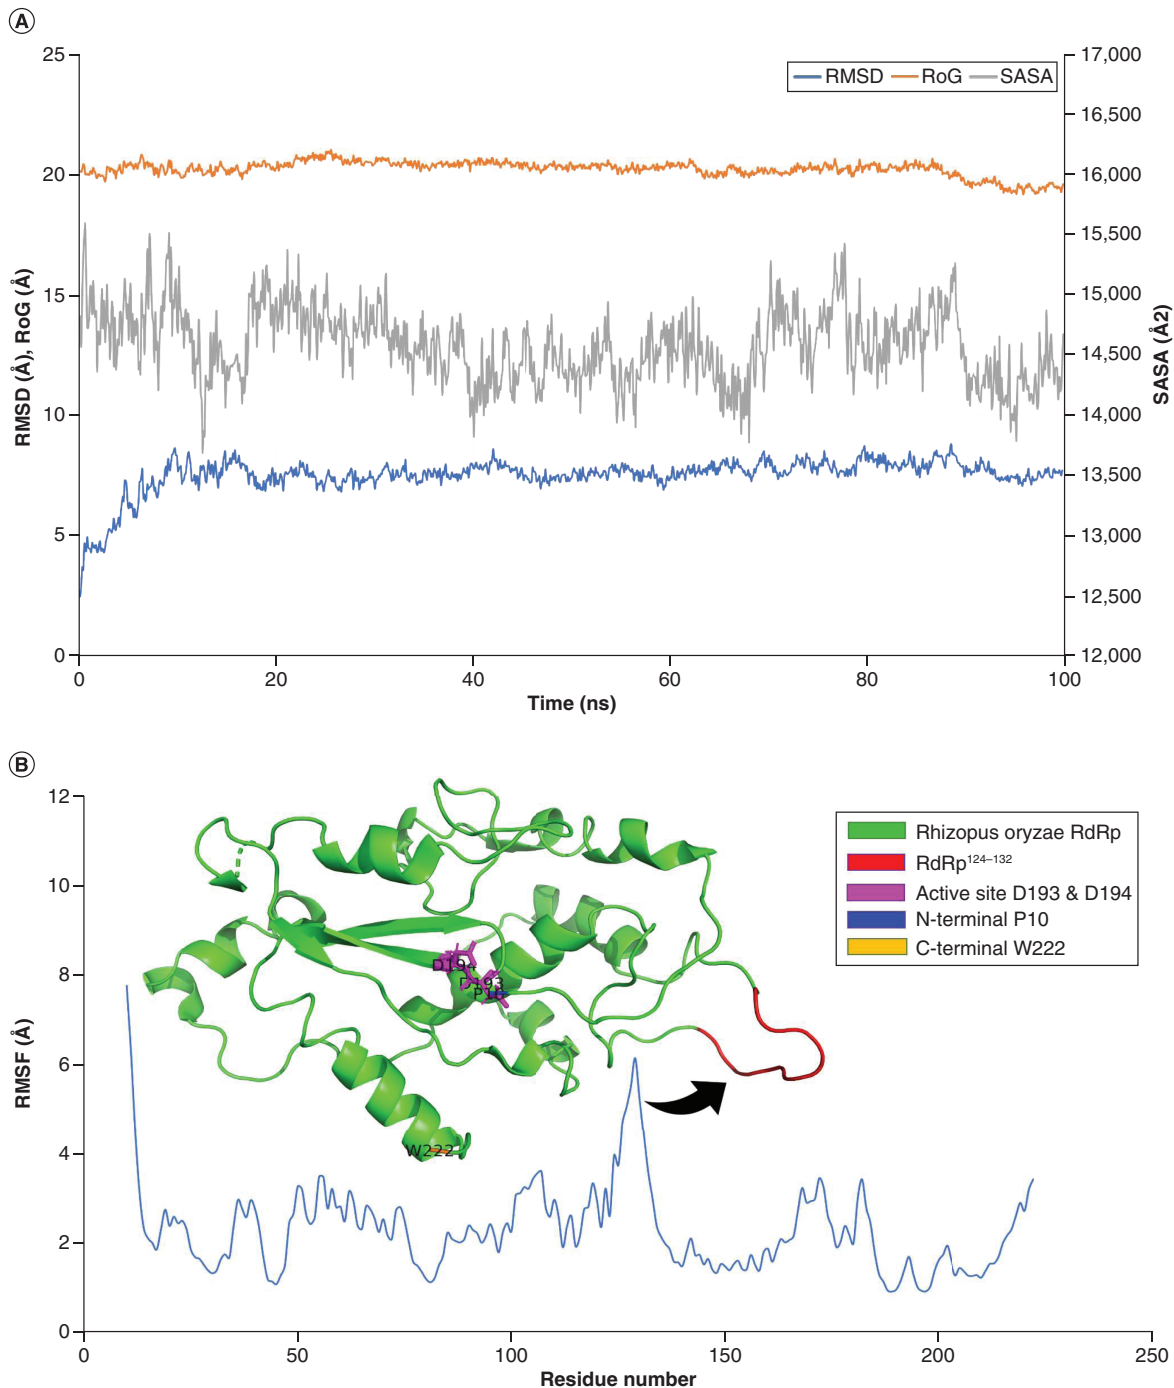 A
25
20
15
10
5
0
RMSD (Å), RoG (Å)
RMSD RoG SASA
17,000
16,500
16,000
15,500
15,000
14,500
14,000
13,500
13,000
12,500
12,000
SASA (Å2)
0 20 40 60 80 100
Time (ns)
B
12
10
8
6
4
2
0
RMSF (Å)
Rhizopus oryzae RdRp
RdRp¹²⁴⁻¹³²
Active site D193 & D194
N-terminal P10
C-terminal W222
D194
D193
P10
W222
0 50 100 150 200 250
Residue number